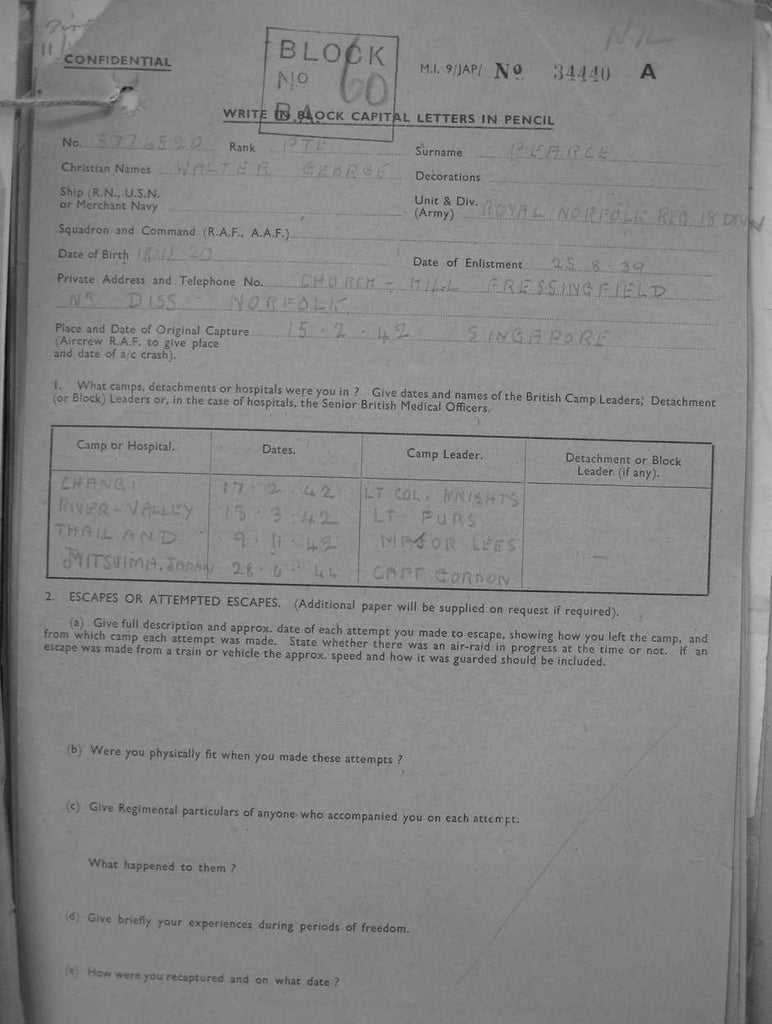 11/
NIL
CONFIDENTIAL
BLOCK
No 60
M.I. 9/JAP/ No 34440 A
WRITE IN BLOCK CAPITAL LETTERS IN PENCIL
No. 5774520 Rank PTE Surname PEARCE
Christian Names WALTER GEORGE Decorations
Ship (R.N., U.S.N.
or Merchant Navy
Unit & Div.
(Army) ROYAL NORFOLK REG 18 DIVN
Squadron and Command (R.A.F., A.A.F.)
Date of Birth 18.11.20 Date of Enlistment 25.8.39
Private Address and Telephone No. CHURCH-HILL FRESSINGFIELD
NR DISS NORFOLK
Place and Date of Original Capture 15.2.42 SINGAPORE
(Aircrew R.A.F. to give place
and date of a/c crash).
1. What camps, detachments or hospitals were you in ? Give dates and names of the British Camp Leaders, Detachment
(or Block) Leaders or, in the case of hospitals, the Senior British Medical Officers.
Camp or Hospital. Dates. Camp Leader. Detachment or Block
Leader (if any).
CHANGI 17.2.42 LT COL. KNIGHTS
RIVER-VALLEY 13.3.42 LT FURS
THAILAND 9.11.42 MAJOR LEES
MITSUIMA.JAPAN 28.6.44 CAPT GORDON
2. ESCAPES OR ATTEMPTED ESCAPES. (Additional paper will be supplied on request if required).
(a) Give full description and approx. date of each attempt you made to escape, showing how you left the camp, and
from which camp each attempt was made. State whether there was an air-raid in progress at the time or not. If an
escape was made from a train or vehicle the approx. speed and how it was guarded should be included.
(b) Were you physically fit when you made these attempts ?
(c) Give Regimental particulars of anyone who accompanied you on each attempt.
What happened to them ?
(d) Give briefly your experiences during periods of freedom.
(e) How were you recaptured and on what date ?